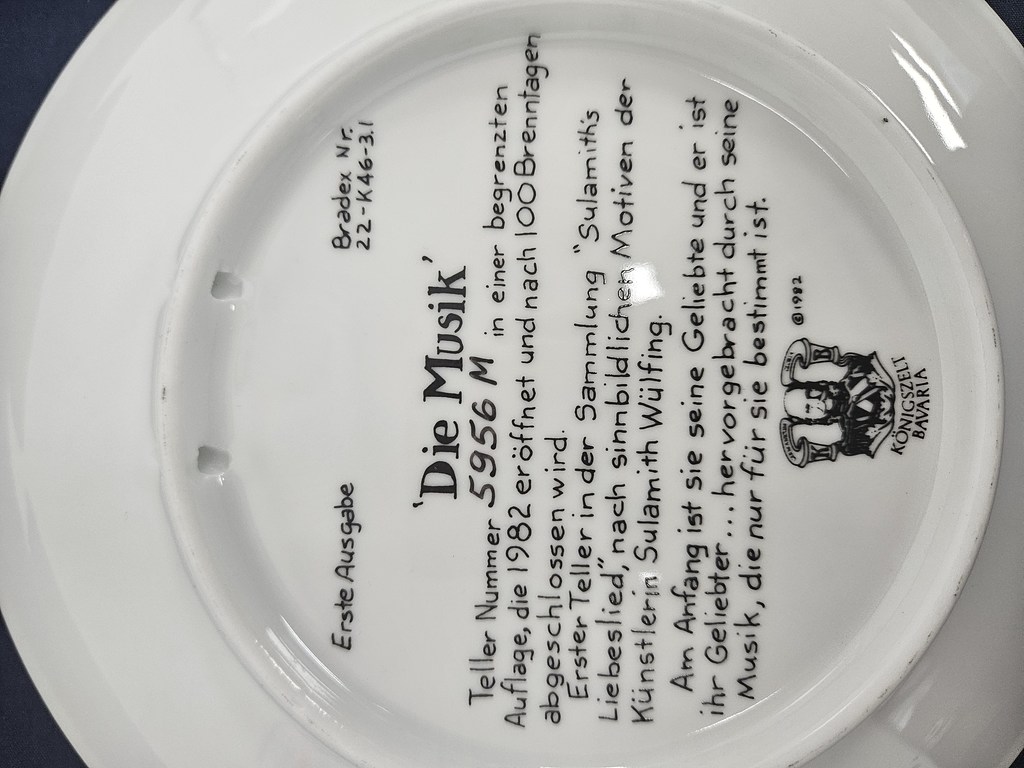 Erste Ausgabe
Bradex Nr.
22-K46-3.1
'Die Musik'
Teller Nummer 5956 M in einer begrenzten
Auflage, die 1982 eröffnet und nach 100 Brenntagen
abgeschlossen wird.
Erster Teller in der Sammlung "Sulamith's
Liebeslied," nach sinnbildlichen Motiven der
Künstlerin Sulamith Wülfing.
Am Anfang ist sie seine Geliebte und er ist
ihr Geliebter... hervorgebracht durch seine
Musik, die nur für sie bestimmt ist.
©1982
K B
KÖNIGSZELT
BAVARIA